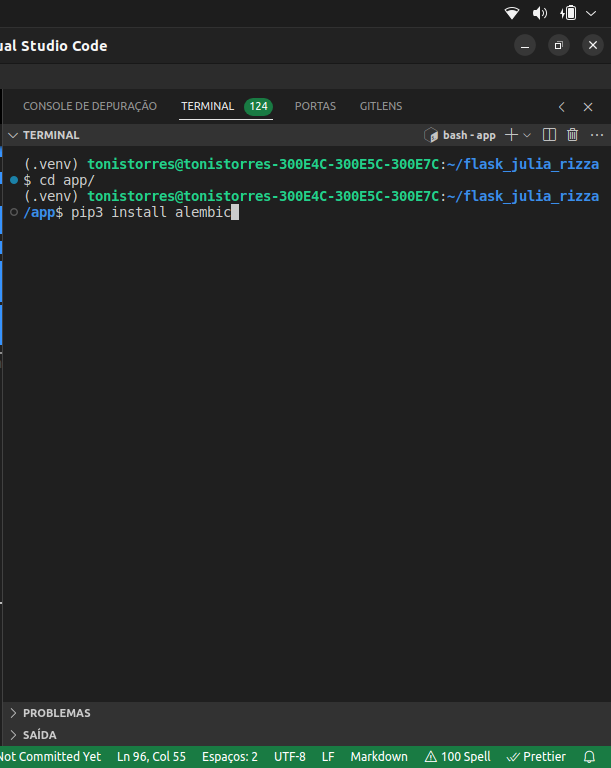 ual Studio Code
CONSOLE DE DEPURAÇÃO TERMINAL 124 PORTAS GITLENS
TERMINAL bash - app
(.venv) tonistorres@tonistorres-300E4C-300E5C-300E7C:~/flask_julia_rizza
$ cd app/
(.venv) tonistorres@tonistorres-300E4C-300E5C-300E7C:~/flask_julia_rizza
/app$ pip3 install alembic
PROBLEMAS
SAÍDA
Not Committed Yet Ln 96, Col 55 Espaços: 2 UTF-8 LF Markdown 100 Spell Prettier